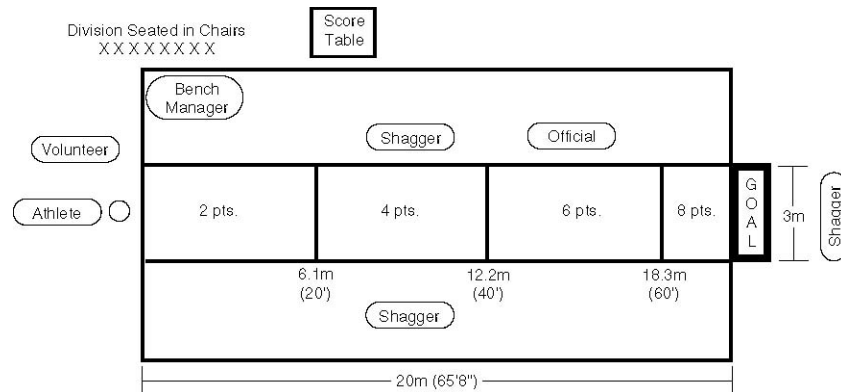 Division Seated in Chairs
X X X X X X X X
Score
Table
Bench
Manager
Volunteer
Shagger
Official
Athlete
2 pts.
4 pts.
6 pts.
8 pts.
G
O
A
L
3m
Shagger
6.1m
(20')
12.2m
(40')
18.3m
(60')
Shagger
20m (65'8")